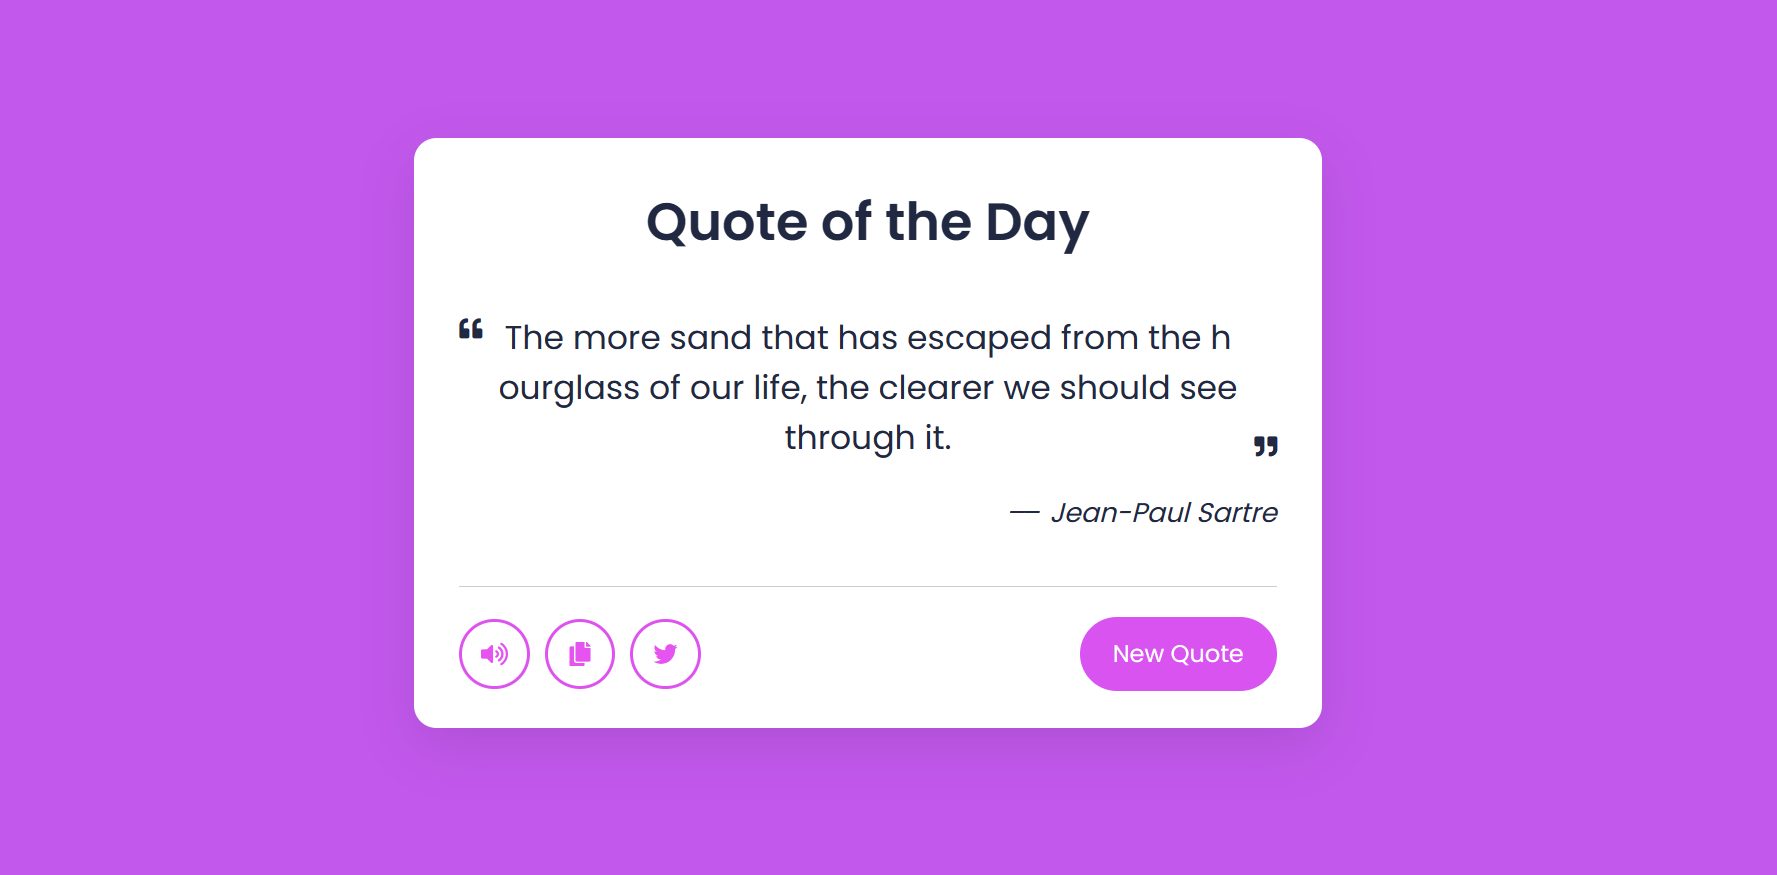 Quote of the Day
“ The more sand that has escaped from the h
ourglass of our life, the clearer we should see
through it. ”
— Jean-Paul Sartre
New Quote